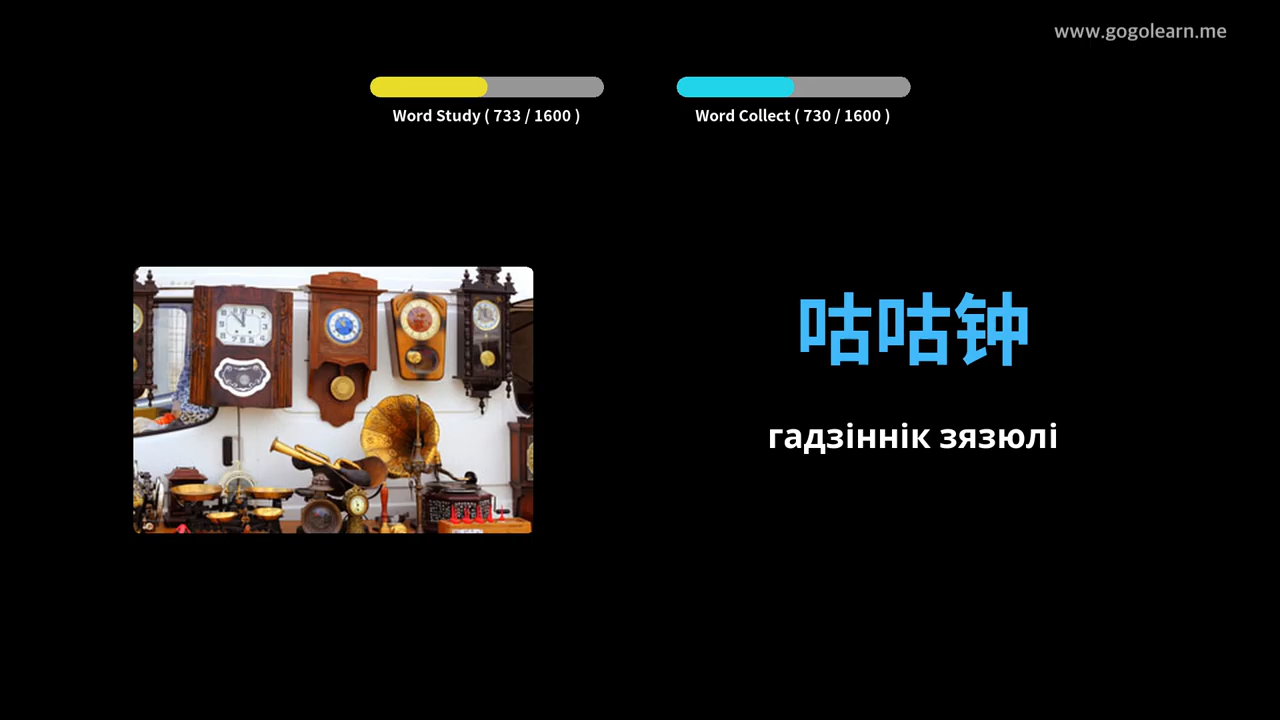 www.gogolearn.me
Word Study ( 733 / 1600 )
Word Collect ( 730 / 1600 )
咕咕钟
гадзіннік зязюлі